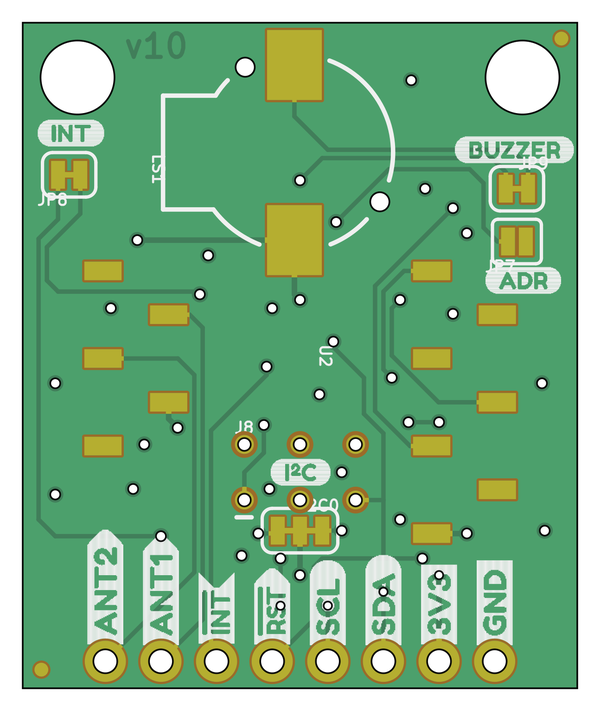 v10
INT
BUZZER
JP9
LS1
JP8
JP7
ADR
U2
J8
I²C
ANT2
ANT1
INT
RST
SCL
SDA
3V3
GND